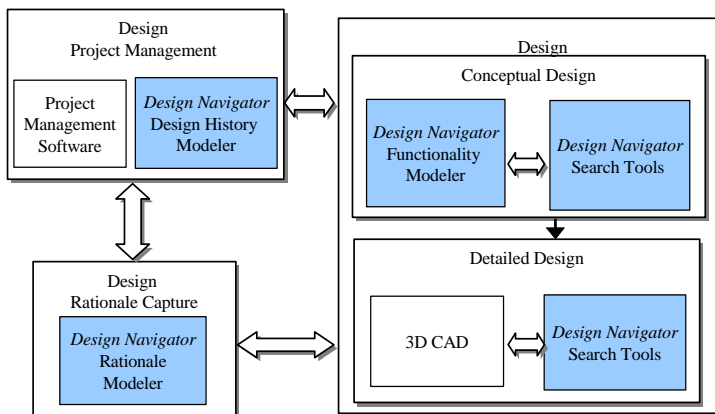 Design
Project Management
Project
Management
Software
Design Navigator
Design History
Modeler
Design
Conceptual Design
Design Navigator
Functionality
Modeler
Design Navigator
Search Tools
Detailed Design
3D CAD
Design Navigator
Search Tools
Design
Rationale Capture
Design Navigator
Rationale
Modeler